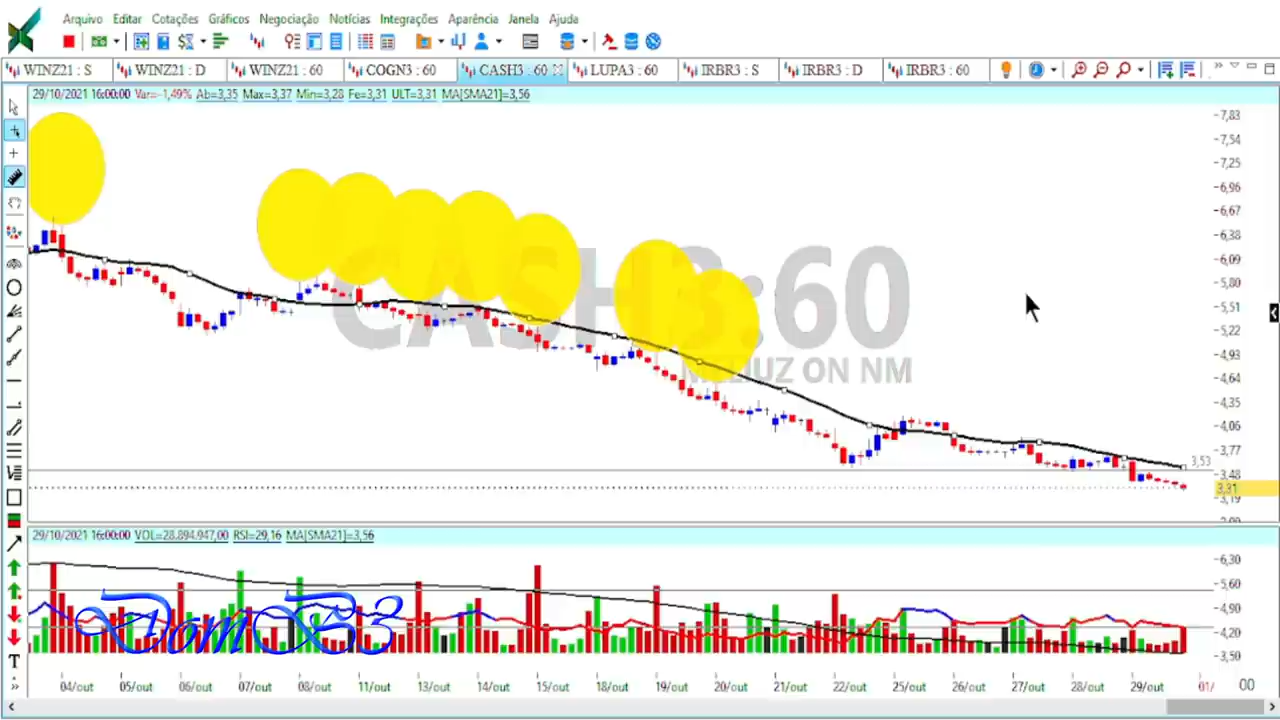 Arquivo Editar Cotações Gráficos Negociação Notícias Integrações Aparência Janela Ajuda
WINZ21 : S WINZ21 : D WINZ21 : 60 COGN3 : 60 CASH3 : 60 LUPA3 : 60 IRBR3 : S IRBR3 : D IRBR3 : 60
29/10/2021 16:00:00 Var=-1,49% Ab=3,35 Max=3,37 Min=3,28 Fe=3,31 ULT=3,31 MA[SMA21]=3,56
7,83
7,54
7,25
6,96
6,67
6,38
6,09
5,80
5,51
5,22
4,93
4,64
4,35
4,06
3,77
3,48
3,31
3,19
CASH3:60
MELIUZ ON NM
3,53
29/10/2021 16:00:00 VOL=28.894.947,00 RSI=29,16 MA[SMA21]=3,56
6,30
5,60
4,90
4,20
3,50
DomB3
T
04/out 05/out 06/out 07/out 08/out 11/out 13/out 14/out 15/out 18/out 19/out 20/out 21/out 22/out 25/out 26/out 27/out 28/out 29/out 01/ 00